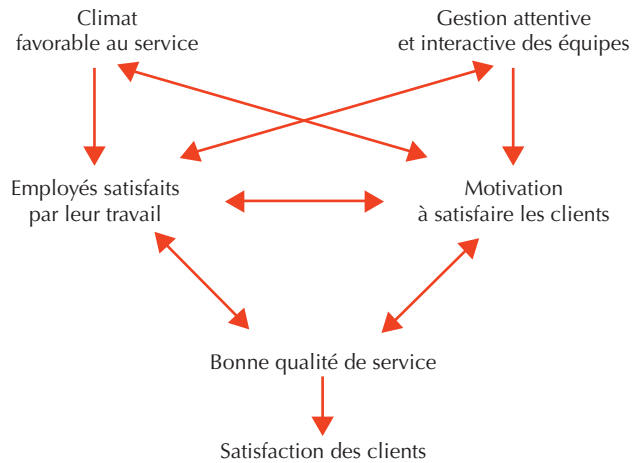 Climat
favorable au service
Gestion attentive
et interactive des équipes
Employés satisfaits
par leur travail
Motivation
à satisfaire les clients
Bonne qualité de service
Satisfaction des clients